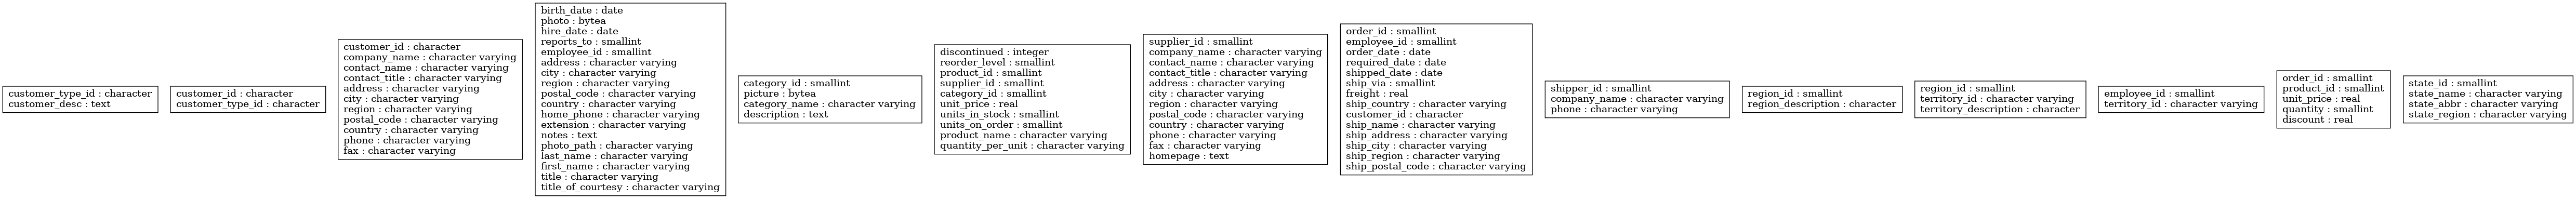 customer_type_id : character
customer_desc : text
customer_id : character
customer_type_id : character
customer_id : character
company_name : character varying
contact_name : character varying
contact_title : character varying
address : character varying
city : character varying
region : character varying
postal_code : character varying
country : character varying
phone : character varying
fax : character varying
birth_date : date
photo : bytea
hire_date : date
reports_to : smallint
employee_id : smallint
address : character varying
city : character varying
region : character varying
postal_code : character varying
country : character varying
home_phone : character varying
extension : character varying
notes : text
photo_path : character varying
last_name : character varying
first_name : character varying
title : character varying
title_of_courtesy : character varying
category_id : smallint
picture : bytea
category_name : character varying
description : text
discontinued : integer
reorder_level : smallint
product_id : smallint
supplier_id : smallint
category_id : smallint
unit_price : real
units_in_stock : smallint
units_on_order : smallint
product_name : character varying
quantity_per_unit : character varying
supplier_id : smallint
company_name : character varying
contact_name : character varying
contact_title : character varying
address : character varying
city : character varying
region : character varying
postal_code : character varying
country : character varying
phone : character varying
fax : character varying
homepage : text
order_id : smallint
employee_id : smallint
order_date : date
required_date : date
shipped_date : date
ship_via : smallint
freight : real
ship_country : character varying
customer_id : character
ship_name : character varying
ship_address : character varying
ship_city : character varying
ship_region : character varying
ship_postal_code : character varying
shipper_id : smallint
company_name : character varying
phone : character varying
region_id : smallint
region_description : character
region_id : smallint
territory_id : character varying
territory_description : character
employee_id : smallint
territory_id : character varying
order_id : smallint
product_id : smallint
unit_price : real
quantity : smallint
discount : real
state_id : smallint
state_name : character varying
state_abbr : character varying
state_region : character varying